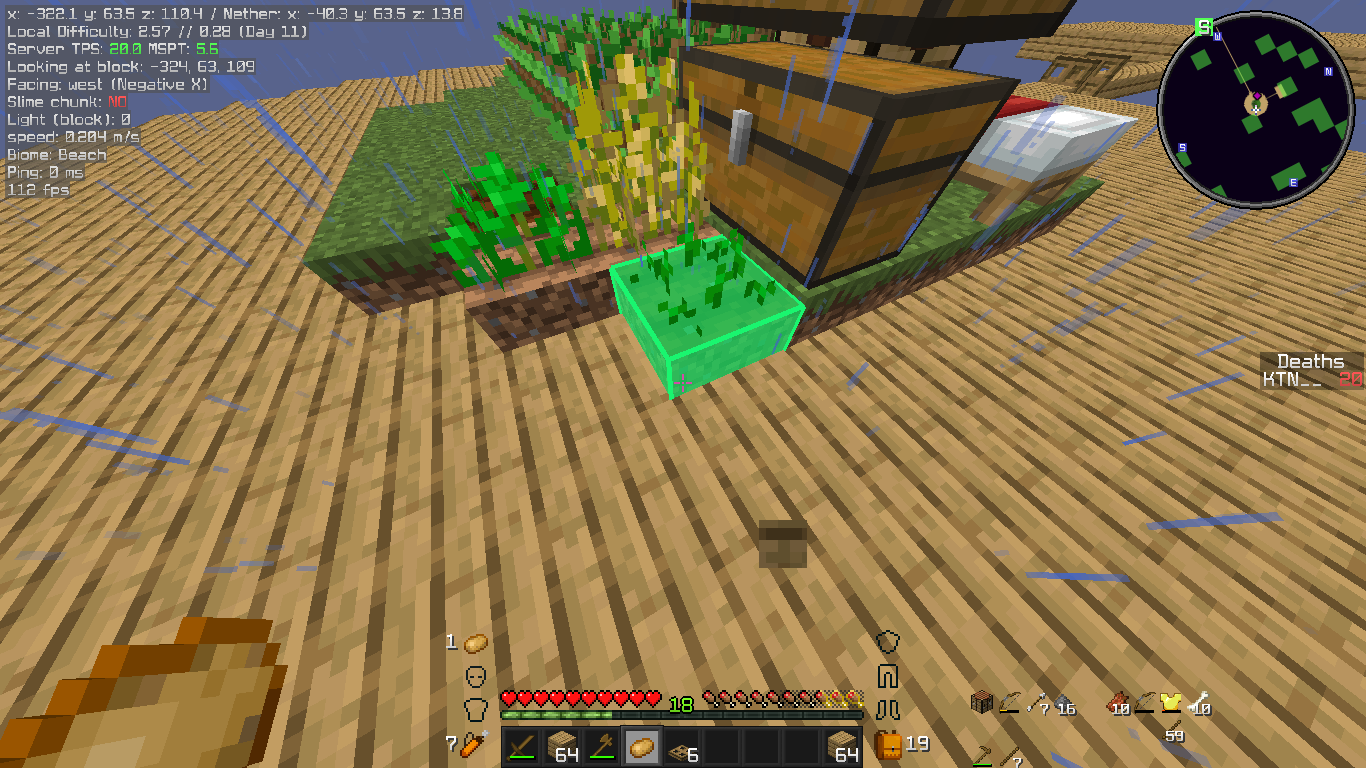 x: -322.1 y: 63.5 z: 110.4 / Nether: x: -40.3 y: 63.5 z: 13.8
Local Difficulty: 2.57 // 0.28 (Day 11)
Server TPS: 20.0 MSPT: 5.6
Looking at block: -324, 63, 109
Facing: west (Negative X)
Slime chunk: NO
Light (block): 0
speed: 0.204 m/s
Biome: Beach
Ping: 0 ms
112 fps
S
W
N
S
E
Deaths
KTN__ 20
1
18
7 16 10 10
59
7 64 6 64 19
7